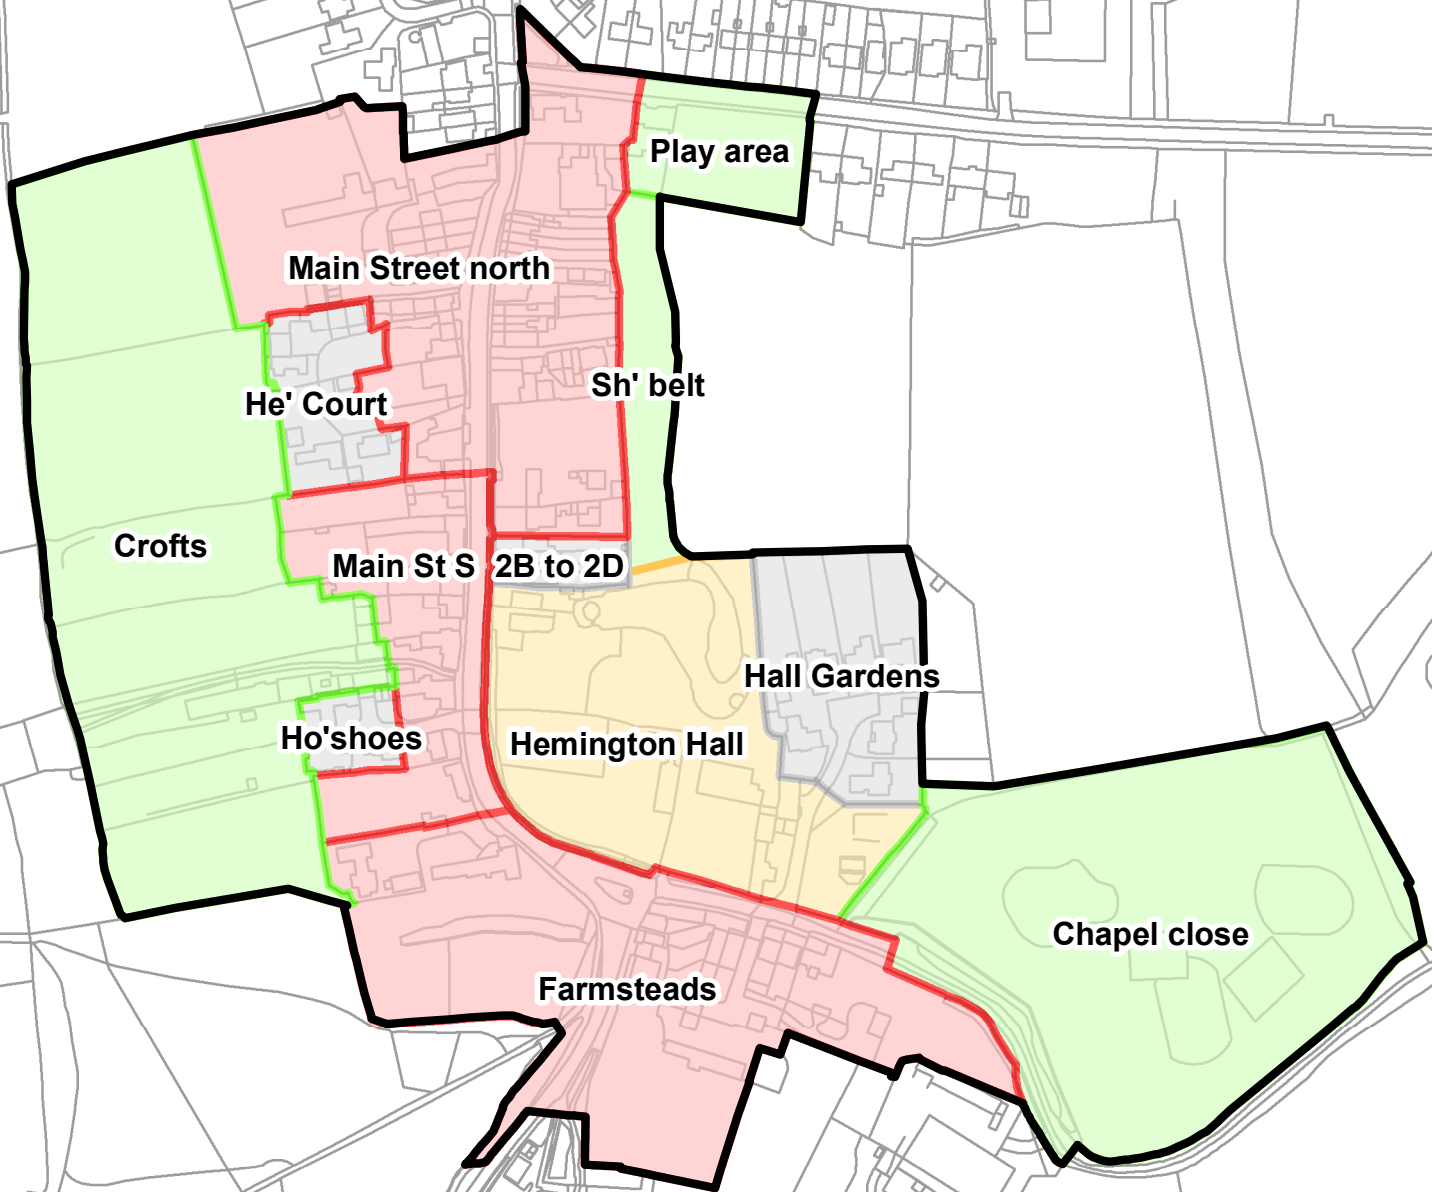 Play area
Main Street north
Sh' belt
He' Court
Crofts
Main St S
2B to 2D
Hall Gardens
Ho'shoes
Hemington Hall
Chapel close
Farmsteads